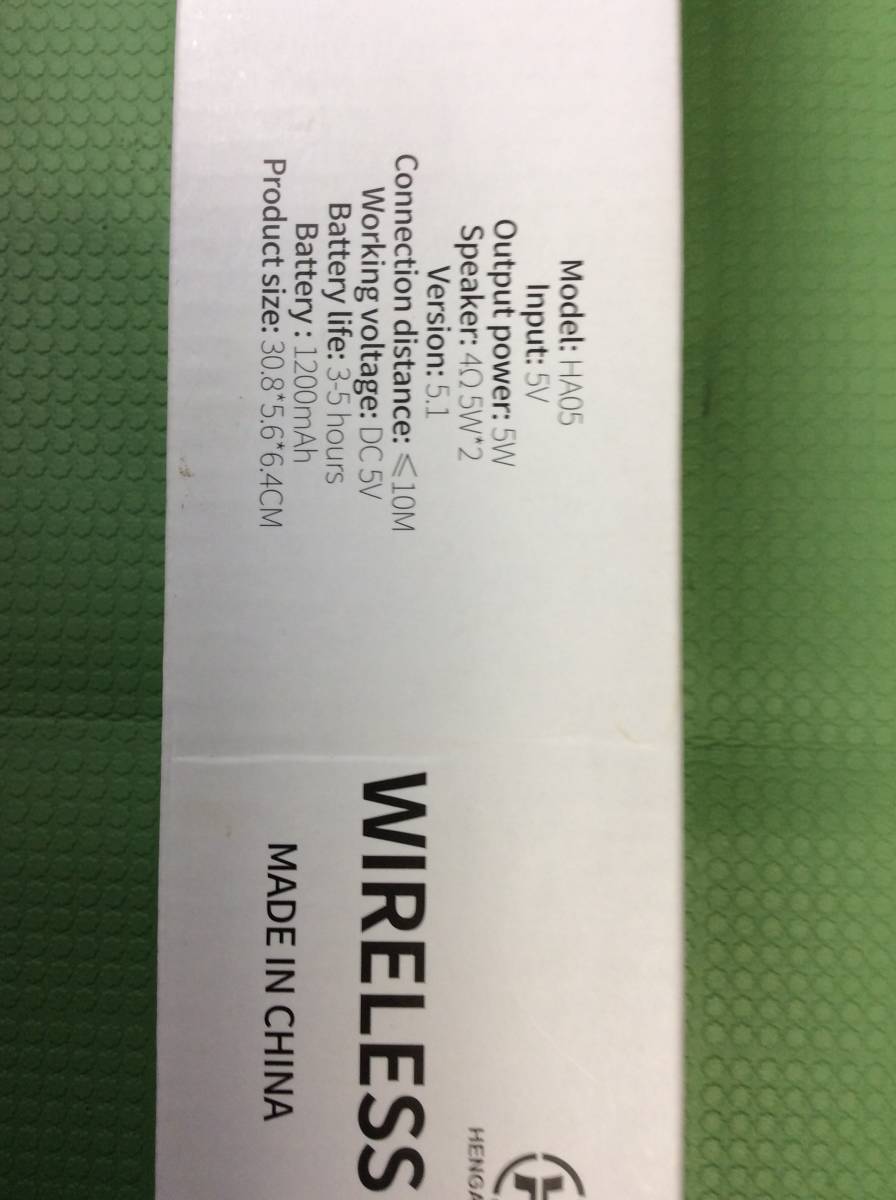 Model: HA05
Input: 5V
Output power: 5W
Speaker: 4Ω 5W*2
Version: 5.1
Connection distance: ⩽10M
Working voltage: DC 5V
Battery life: 3-5 hours
Battery : 1200mAh
Product size: 30.8*5.6*6.4CM
WIRELESS
MADE IN CHINA